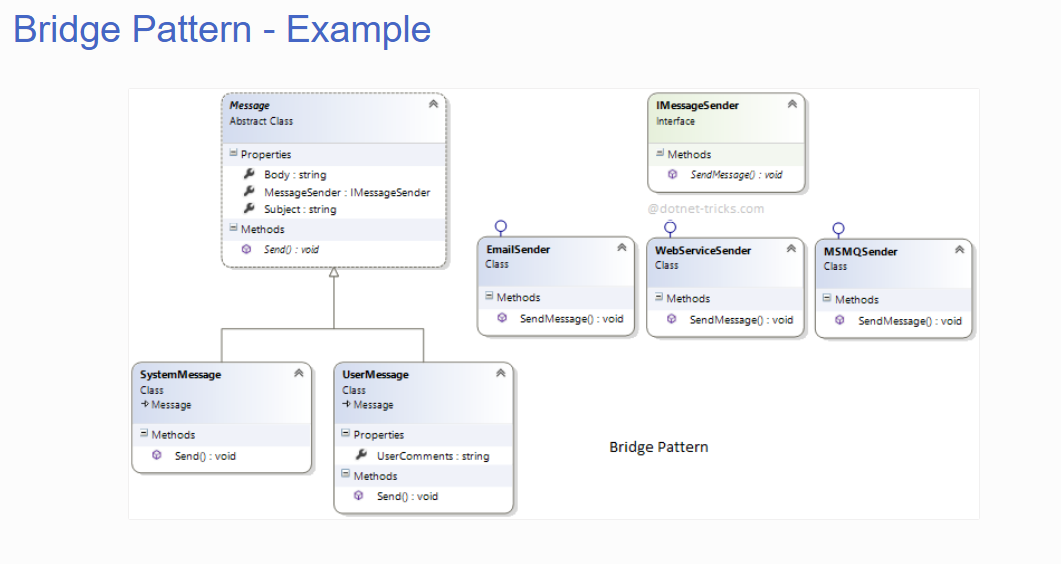 Bridge Pattern - Example
Message
Abstract Class
Properties
Body : string
MessageSender : IMessageSender
Subject : string
Methods
Send() : void
IMessageSender
Interface
Methods
SendMessage() : void
@dotnet-tricks.com
EmailSender
Class
Methods
SendMessage() : void
WebServiceSender
Class
Methods
SendMessage() : void
MSMQSender
Class
Methods
SendMessage() : void
SystemMessage
Class
Message
Methods
Send() : void
UserMessage
Class
Message
Properties
UserComments : string
Methods
Send() : void
Bridge Pattern